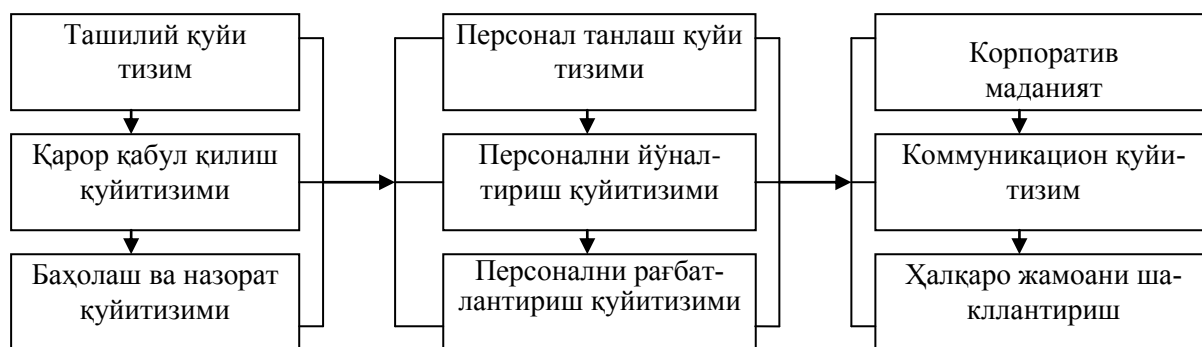 Ташилий қуйи
тизим
Қарор қабул қилиш
қуйитизими
Баҳолаш ва назорат
қуйитизими
Персонал танлаш қуйи
тизими
Персонални йўнал-
тириш қуйитизими
Персонални рағбат-
лантириш қуйитизими
Корпоратив
маданият
Коммуникацион қуйи-
тизим
Ҳалқаро жамоани ша-
кллантириш